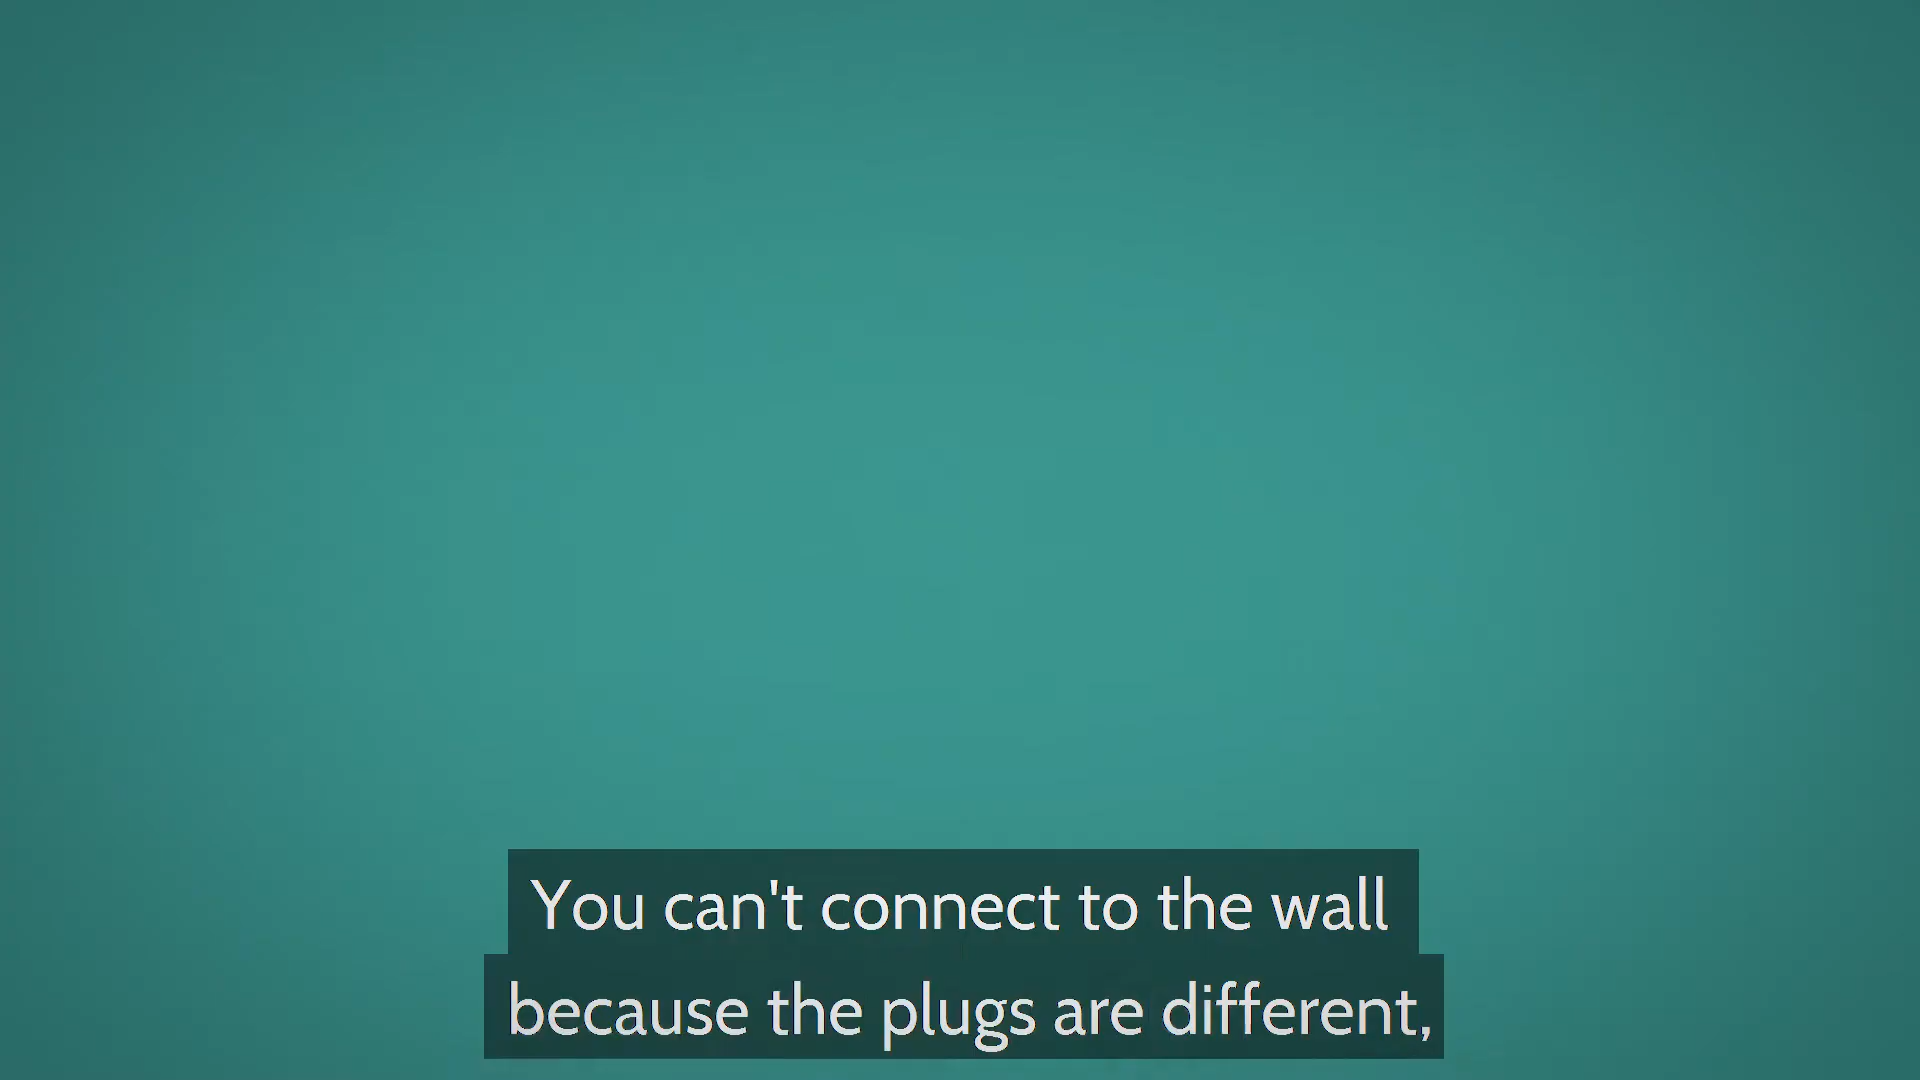 You can't connect to the wall
because the plugs are different,